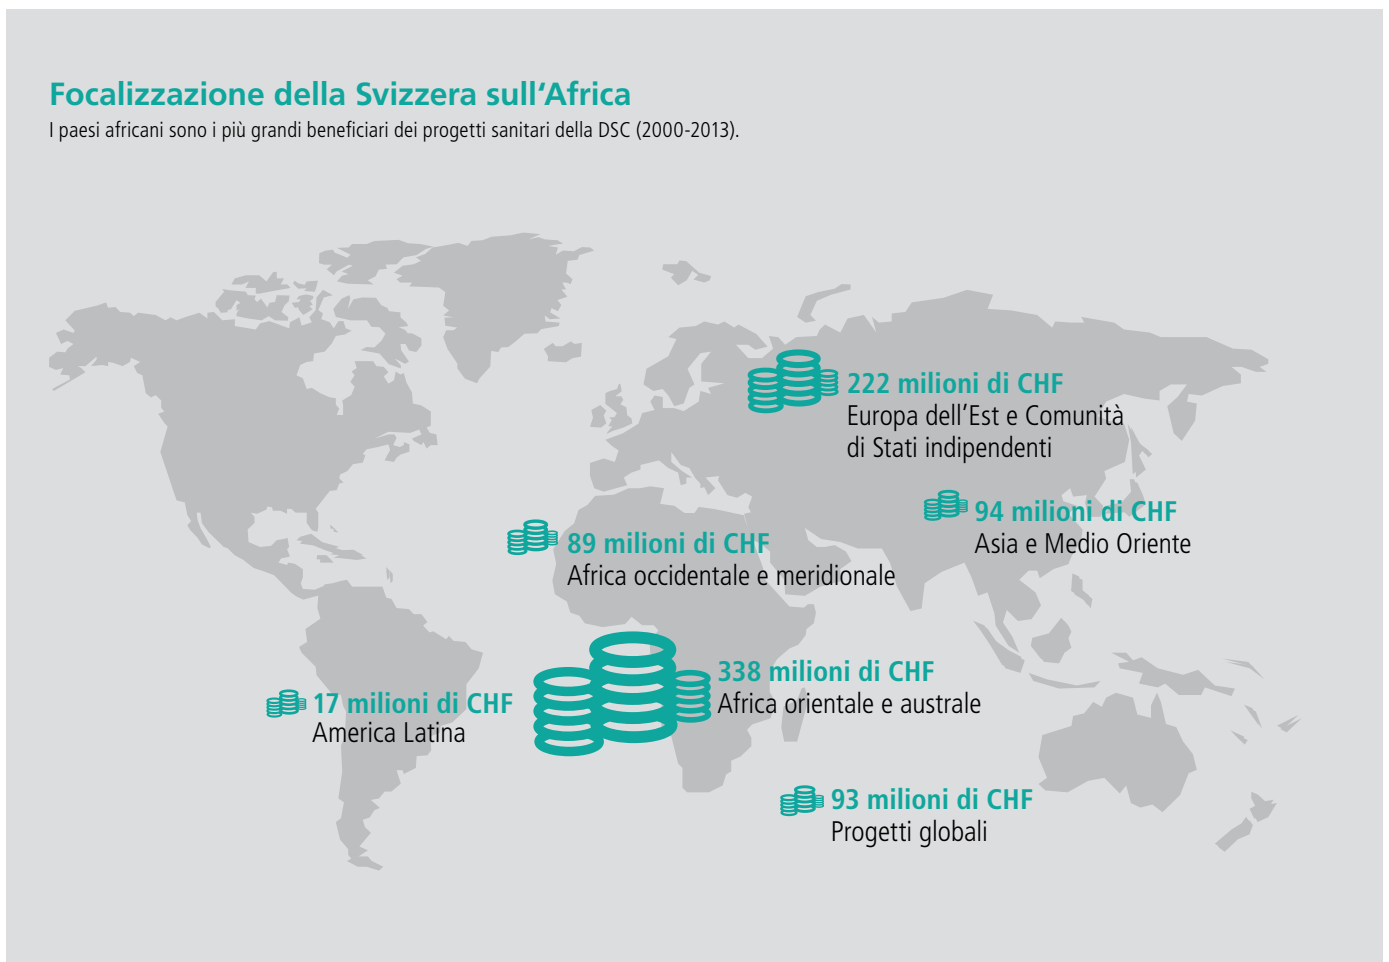 Focalizzazione della Svizzera sull‘Africa
I paesi africani sono i più grandi beneficiari dei progetti sanitari della DSC (2000-2013).
222 milioni di CHF
Europa dell’Est e Comunità
di Stati indipendenti
94 milioni di CHF
Asia e Medio Oriente
89 milioni di CHF
Africa occidentale e meridionale
338 milioni di CHF
Africa orientale e australe
17 milioni di CHF
America Latina
93 milioni di CHF
Progetti globali